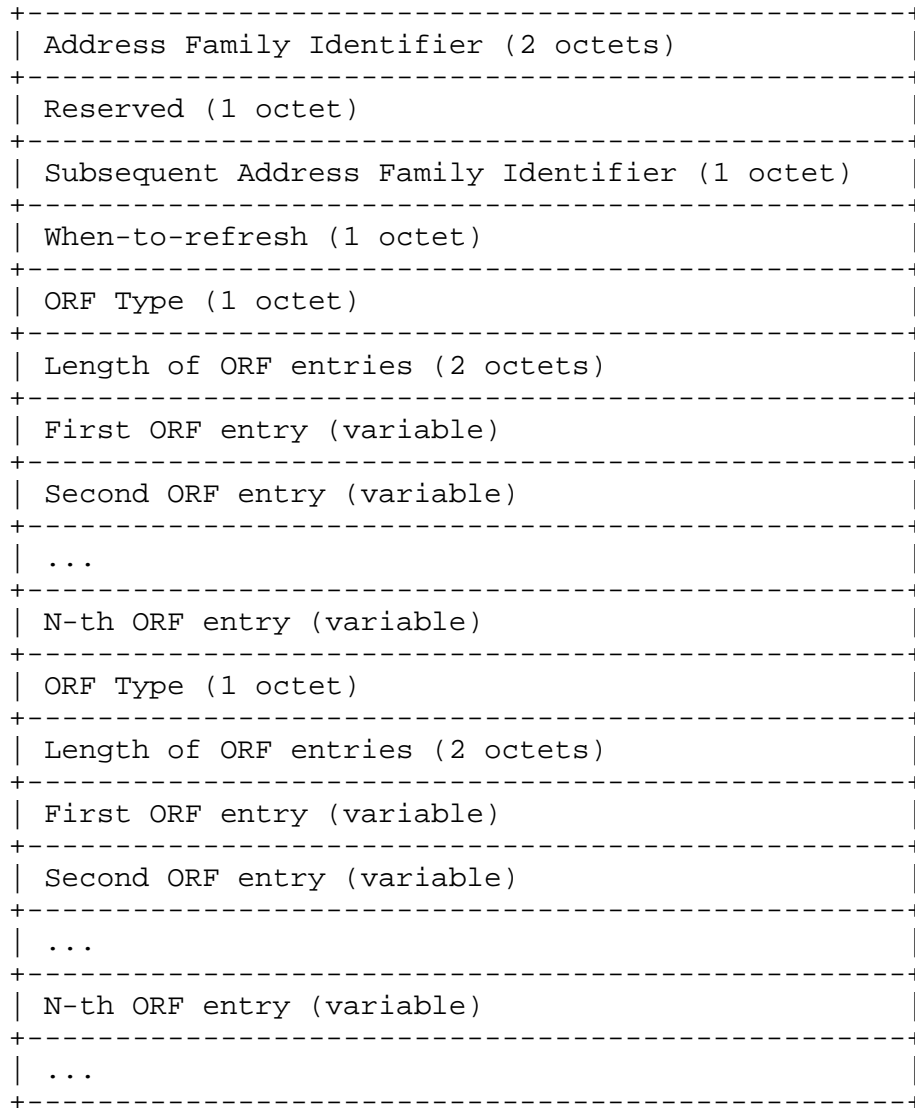 Address Family Identifier (2 octets)
Reserved (1 octet)
Subsequent Address Family Identifier (1 octet)
When-to-refresh (1 octet)
ORF Type (1 octet)
Length of ORF entries (2 octets)
First ORF entry (variable)
Second ORF entry (variable)
...
N-th ORF entry (variable)
ORF Type (1 octet)
Length of ORF entries (2 octets)
First ORF entry (variable)
Second ORF entry (variable)
...
N-th ORF entry (variable)
...